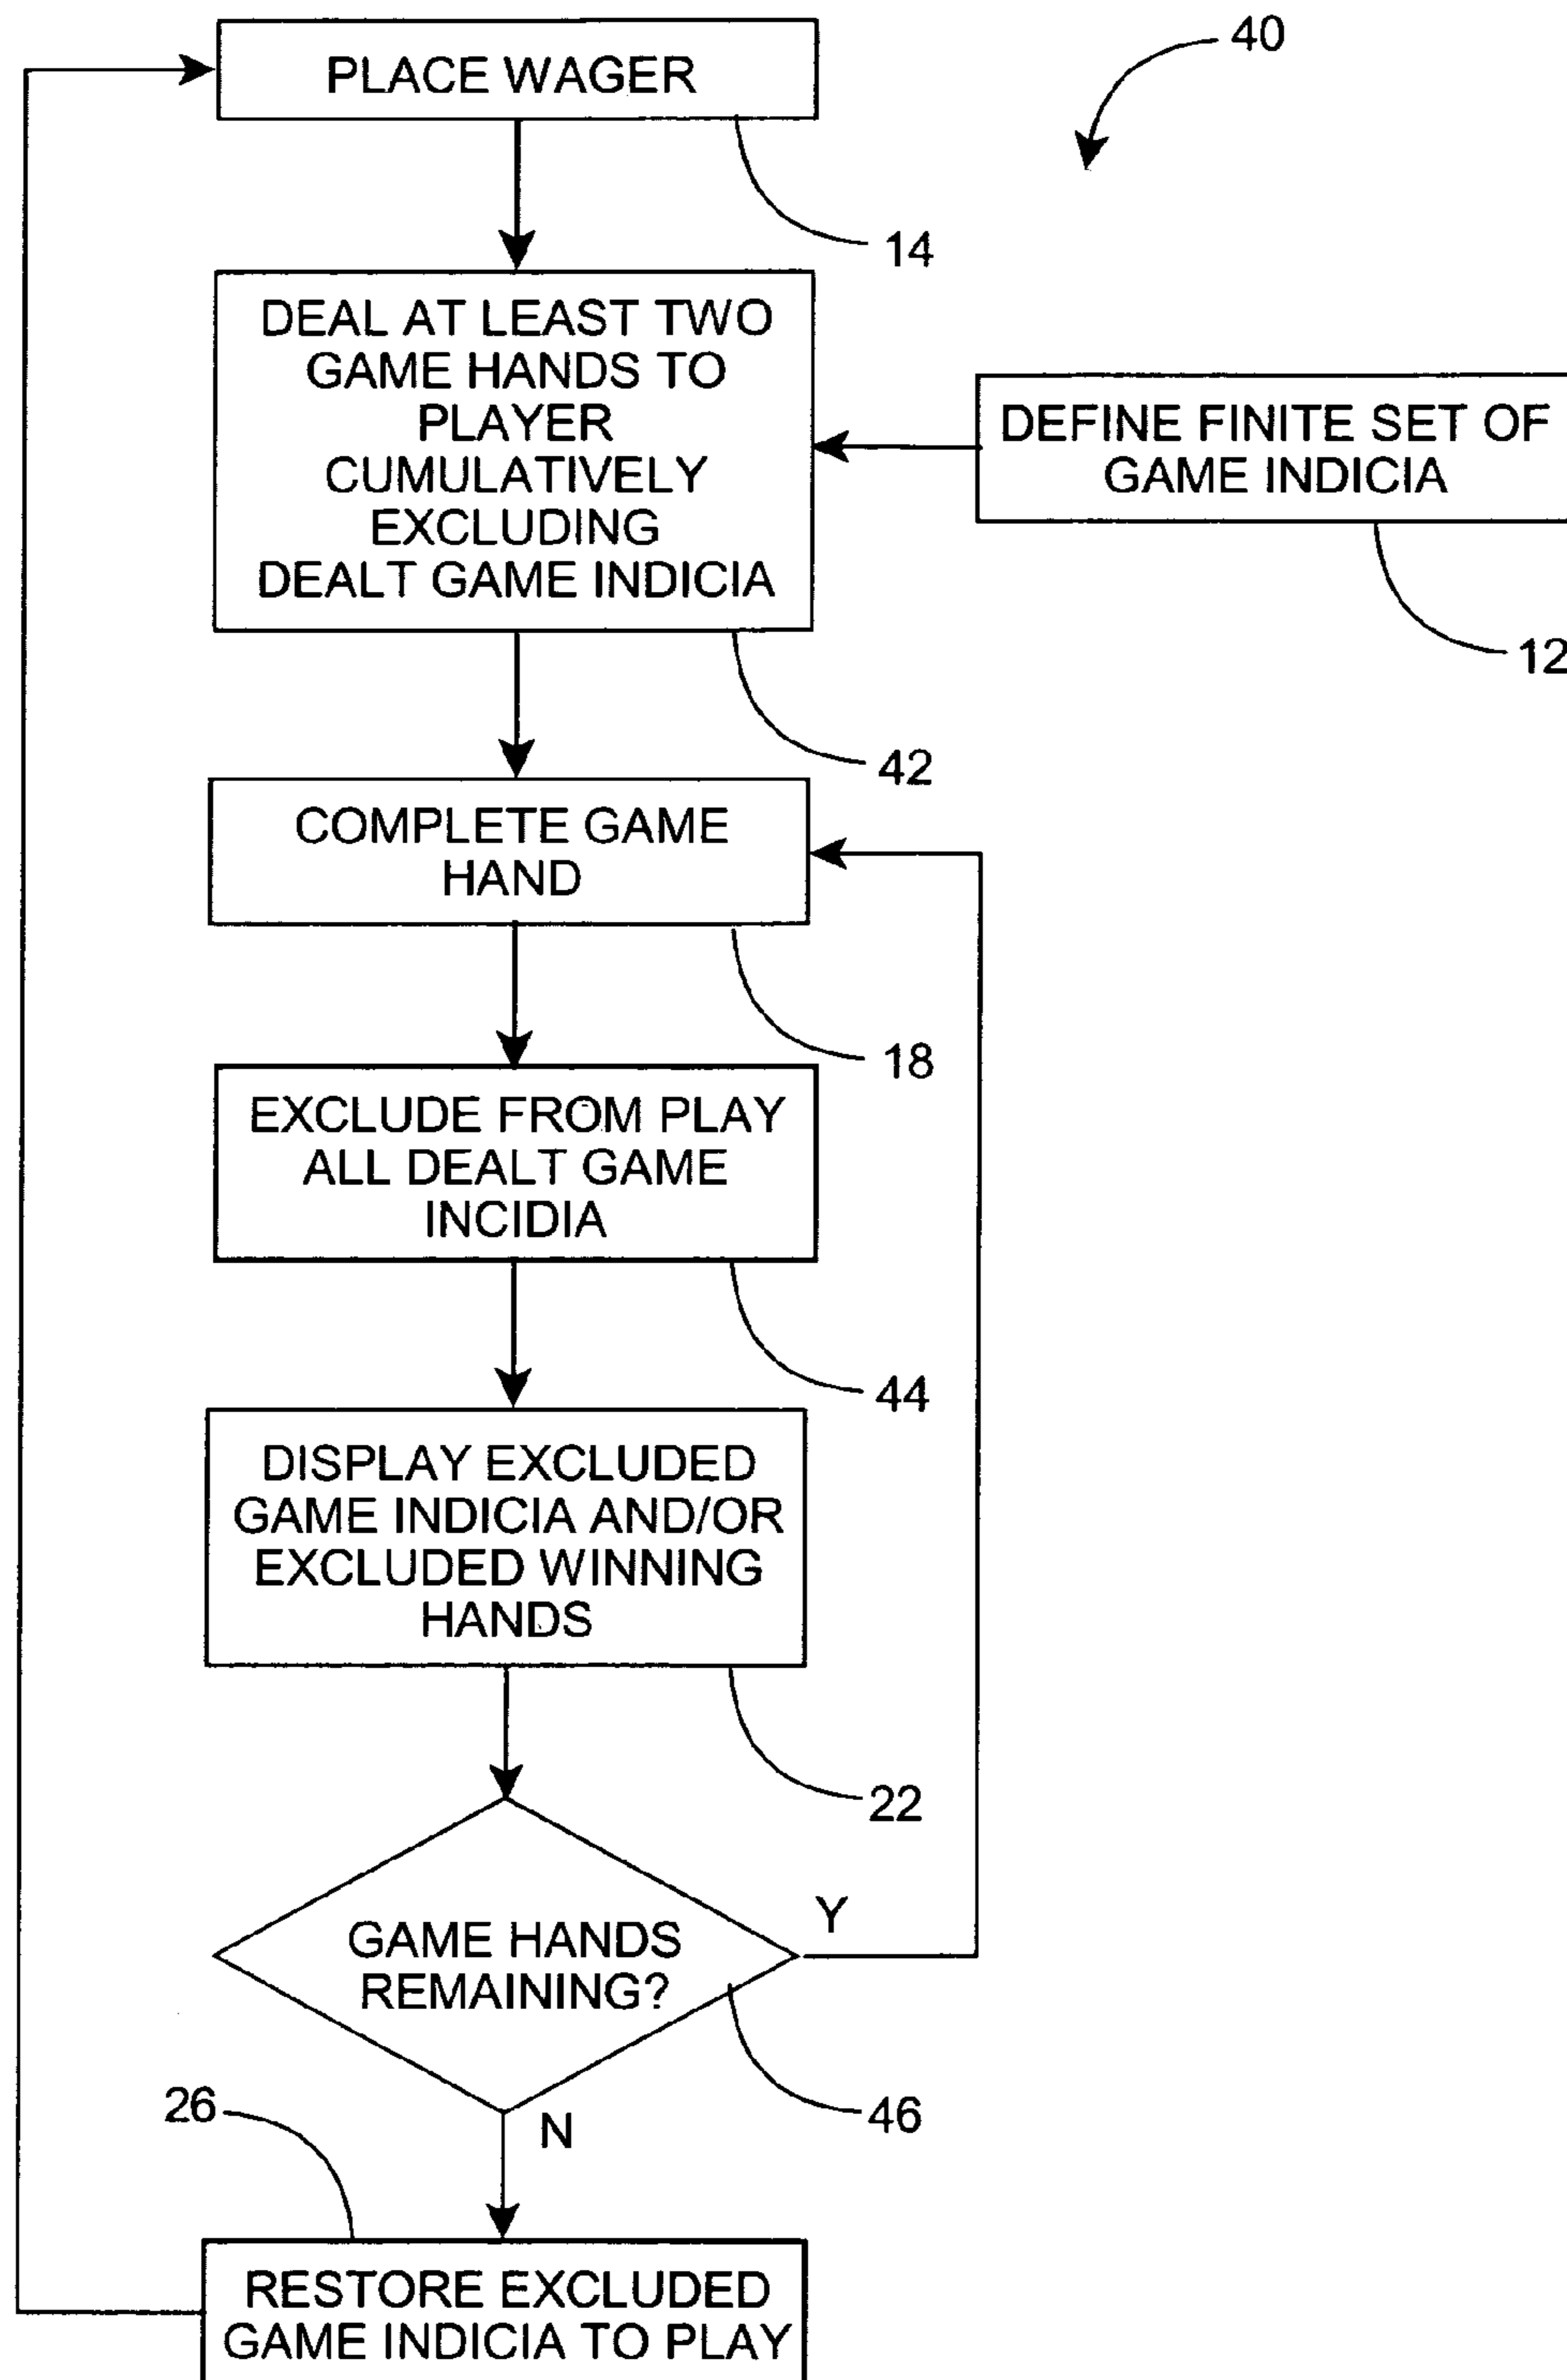 PLACE WAGER
40
14
DEAL AT LEAST TWO
GAME HANDS TO
PLAYER
CUMULATIVELY
EXCLUDING
DEALT GAME INDICIA
DEFINE FINITE SET OF
GAME INDICIA
12
42
COMPLETE GAME
HAND
18
EXCLUDE FROM PLAY
ALL DEALT GAME
INCIDIA
44
DISPLAY EXCLUDED
GAME INDICIA AND/OR
EXCLUDED WINNING
HANDS
22
GAME HANDS
REMAINING?
Y
46
N
26
RESTORE EXCLUDED
GAME INDICIA TO PLAY